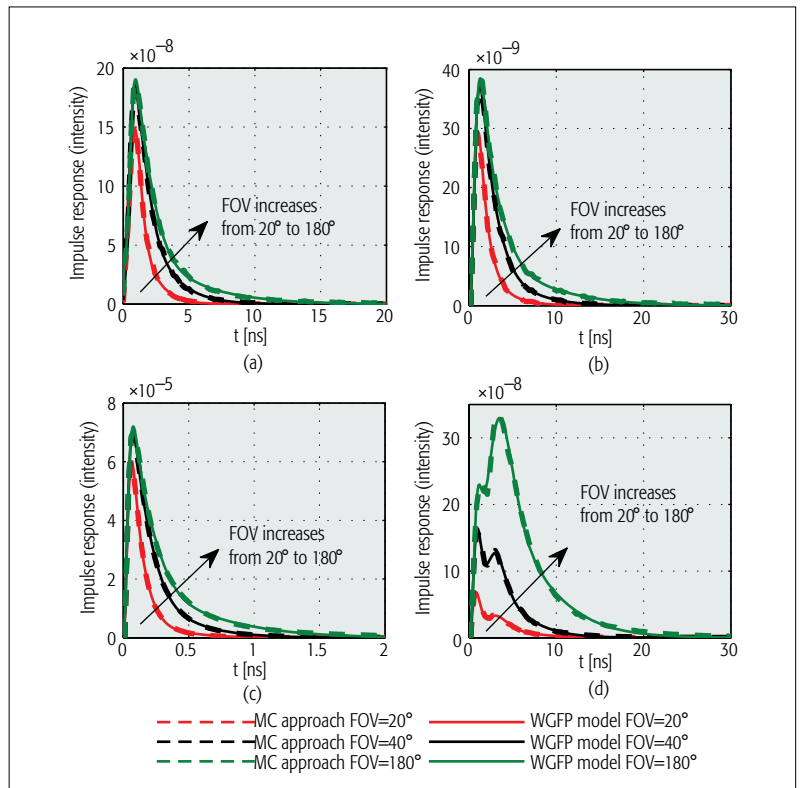 ×10−8
20
15
10
5
0
Impulse response (intensity)
FOV increases
from 20° to 180°
0
5
10
15
20
t [ns]
(a)
×10−9
40
30
20
10
0
Impulse response (intensity)
FOV increases
from 20° to 180°
0
10
20
30
t [ns]
(b)
×10−5
8
6
4
2
0
Impulse response (intensity)
FOV increases
from 20° to 180°
0
0.5
1
1.5
2
t [ns]
(c)
×10−8
30
20
10
0
Impulse response (intensity)
FOV increases
from 20° to 180°
0
10
20
30
t [ns]
(d)
MC approach FOV=20°
WGFP model FOV=20°
MC approach FOV=40°
WGFP model FOV=40°
MC approach FOV=180°
WGFP model FOV=180°